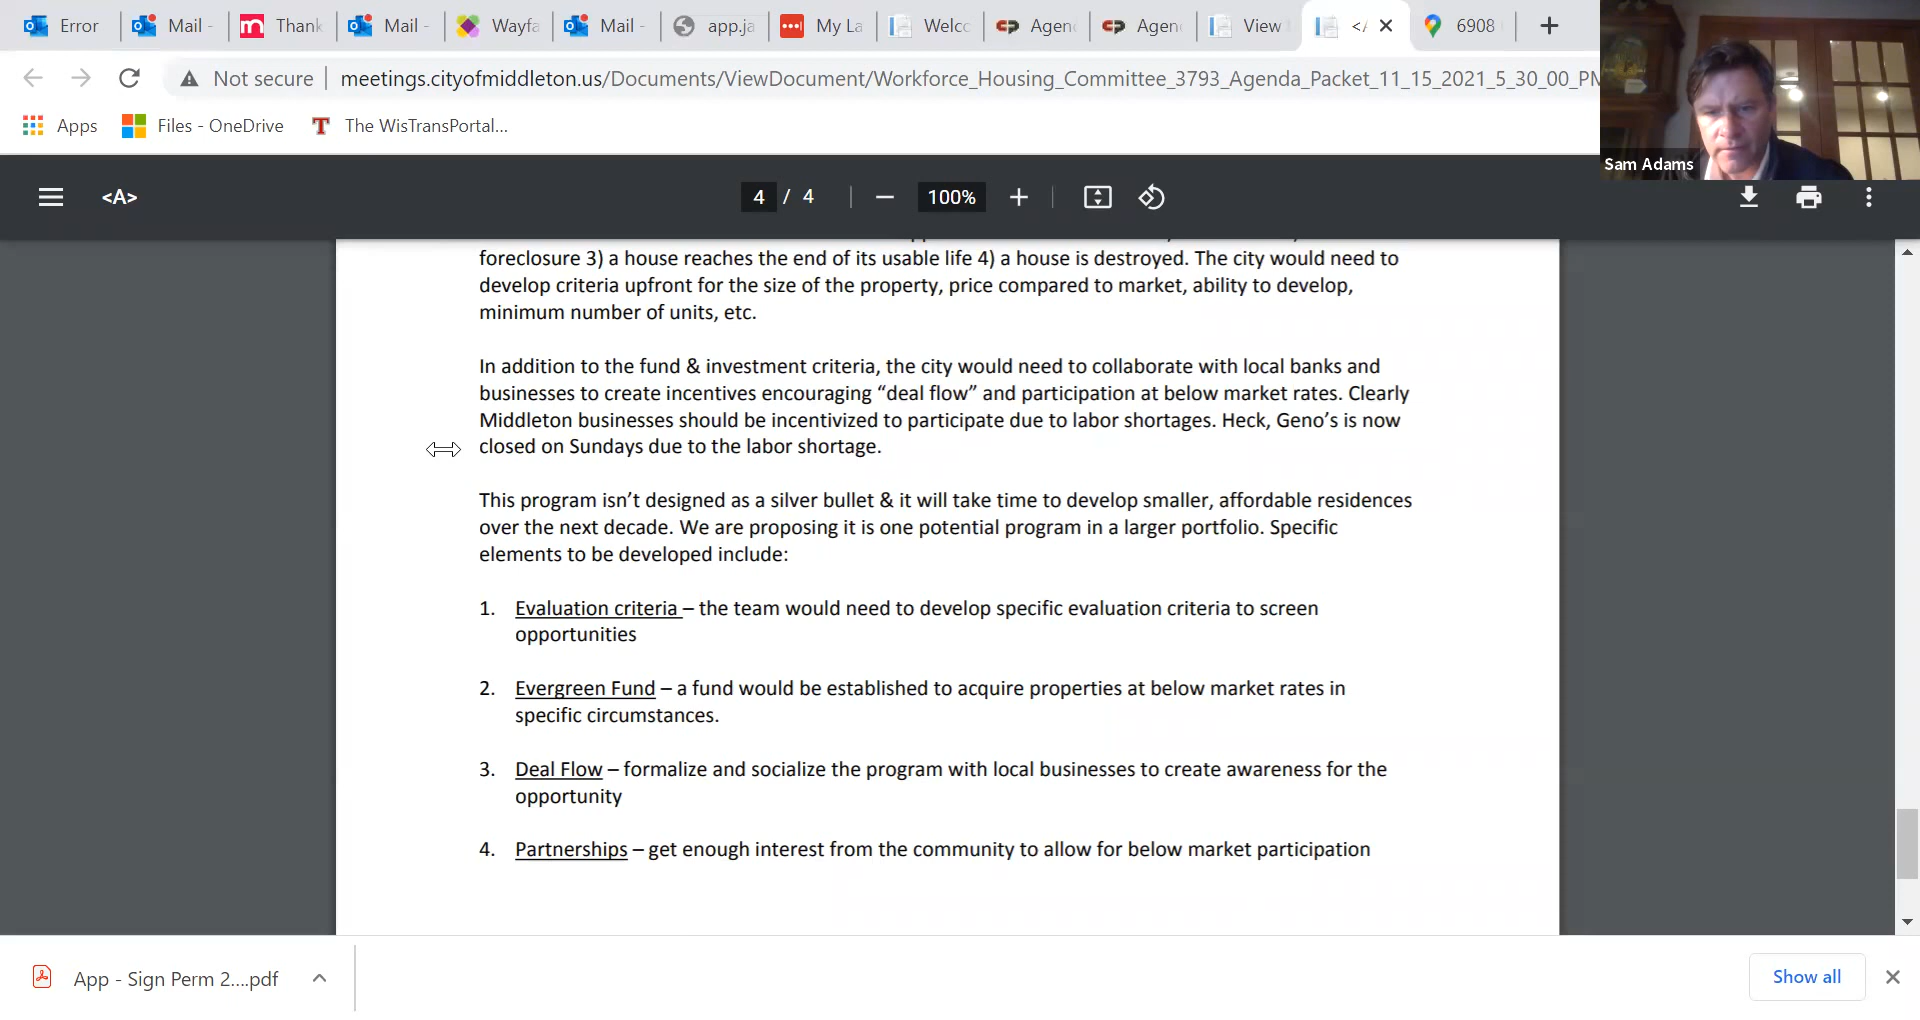 Error
Mail -
Thank
Mail -
Wayfa
Mail -
app.ja
My La
Welco
Agen
Agen
View
<A
6908
Not secure
meetings.cityofmiddleton.us/Documents/ViewDocument/Workforce_Housing_Committee_3793_Agenda_Packet_11_15_2021_5_30_00_PM
Apps
Files - OneDrive
The WisTransPortal...
Sam Adams
<A>
4 / 4
100%
foreclosure 3) a house reaches the end of its usable life 4) a house is destroyed. The city would need to
develop criteria upfront for the size of the property, price compared to market, ability to develop,
minimum number of units, etc.
In addition to the fund & investment criteria, the city would need to collaborate with local banks and
businesses to create incentives encouraging “deal flow” and participation at below market rates. Clearly
Middleton businesses should be incentivized to participate due to labor shortages. Heck, Geno’s is now
closed on Sundays due to the labor shortage.
This program isn’t designed as a silver bullet & it will take time to develop smaller, affordable residences
over the next decade. We are proposing it is one potential program in a larger portfolio. Specific
elements to be developed include:
1. Evaluation criteria – the team would need to develop specific evaluation criteria to screen
opportunities
2. Evergreen Fund – a fund would be established to acquire properties at below market rates in
specific circumstances.
3. Deal Flow – formalize and socialize the program with local businesses to create awareness for the
opportunity
4. Partnerships – get enough interest from the community to allow for below market participation
App - Sign Perm 2....pdf
Show all